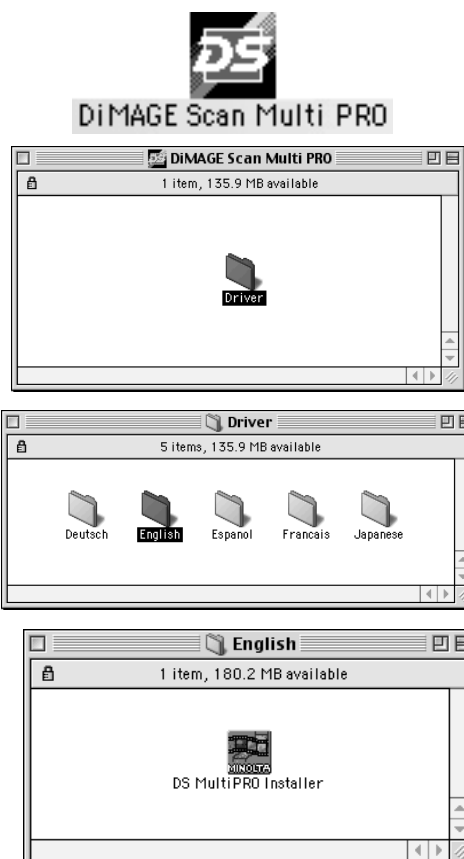 DS
DiMAGE Scan Multi PRO
DS DiMAGE Scan Multi PRO
1 item, 135.9 MB available
Driver
Driver
5 items, 135.9 MB available
Deutsch English Espanol Francais Japanese
English
1 item, 180.2 MB available
MINOLTA
DS MultiPRO Installer